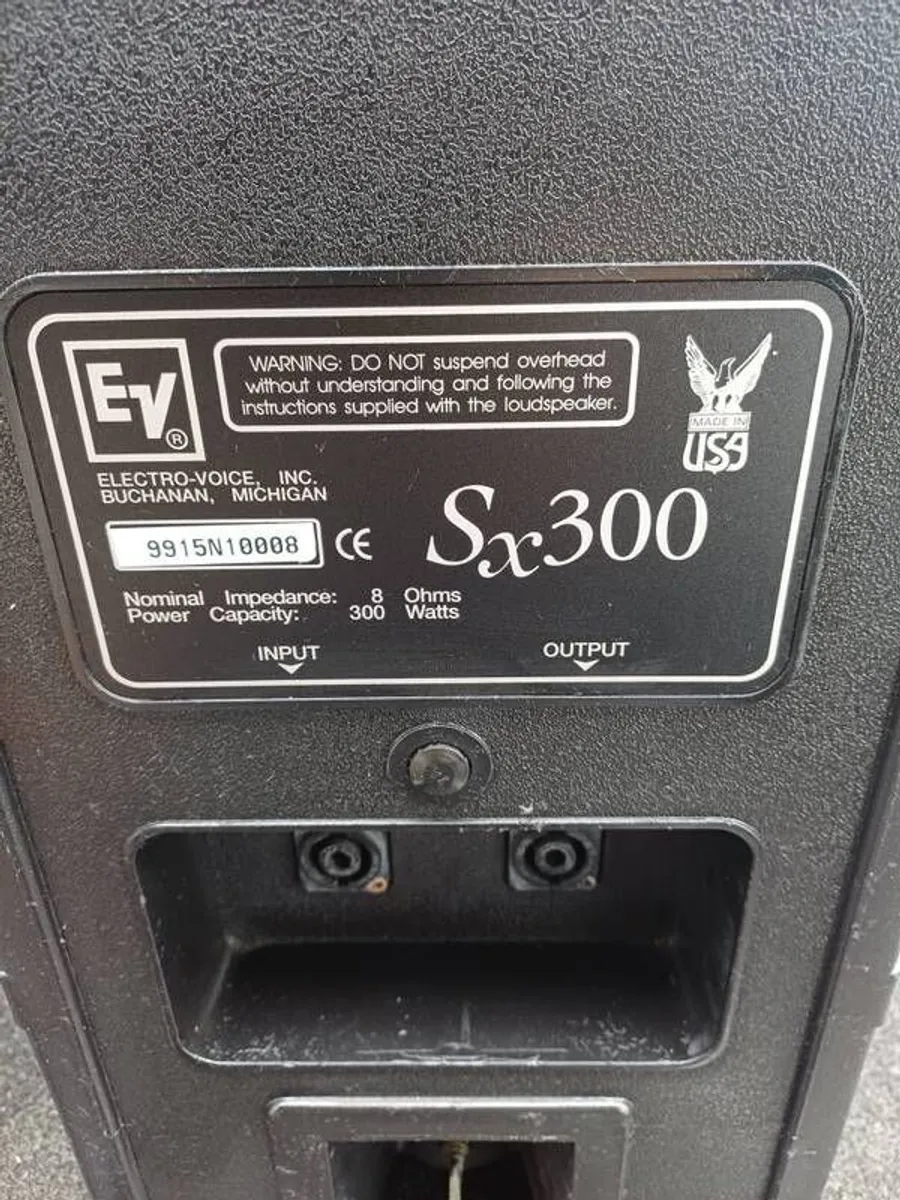 EV®
WARNING: DO NOT suspend overhead
without understanding and following the
instructions supplied with the loudspeaker.
MADE IN
USA
ELECTRO-VOICE, INC.
BUCHANAN, MICHIGAN
9915N10008 CE
Sx300
Nominal Impedance: 8 Ohms
Power Capacity: 300 Watts
INPUT OUTPUT